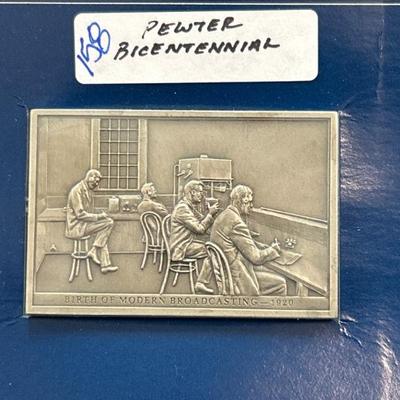 PEWTER
158 BICENTENNIAL
BIRTH OF MODERN BROADCASTING—1920